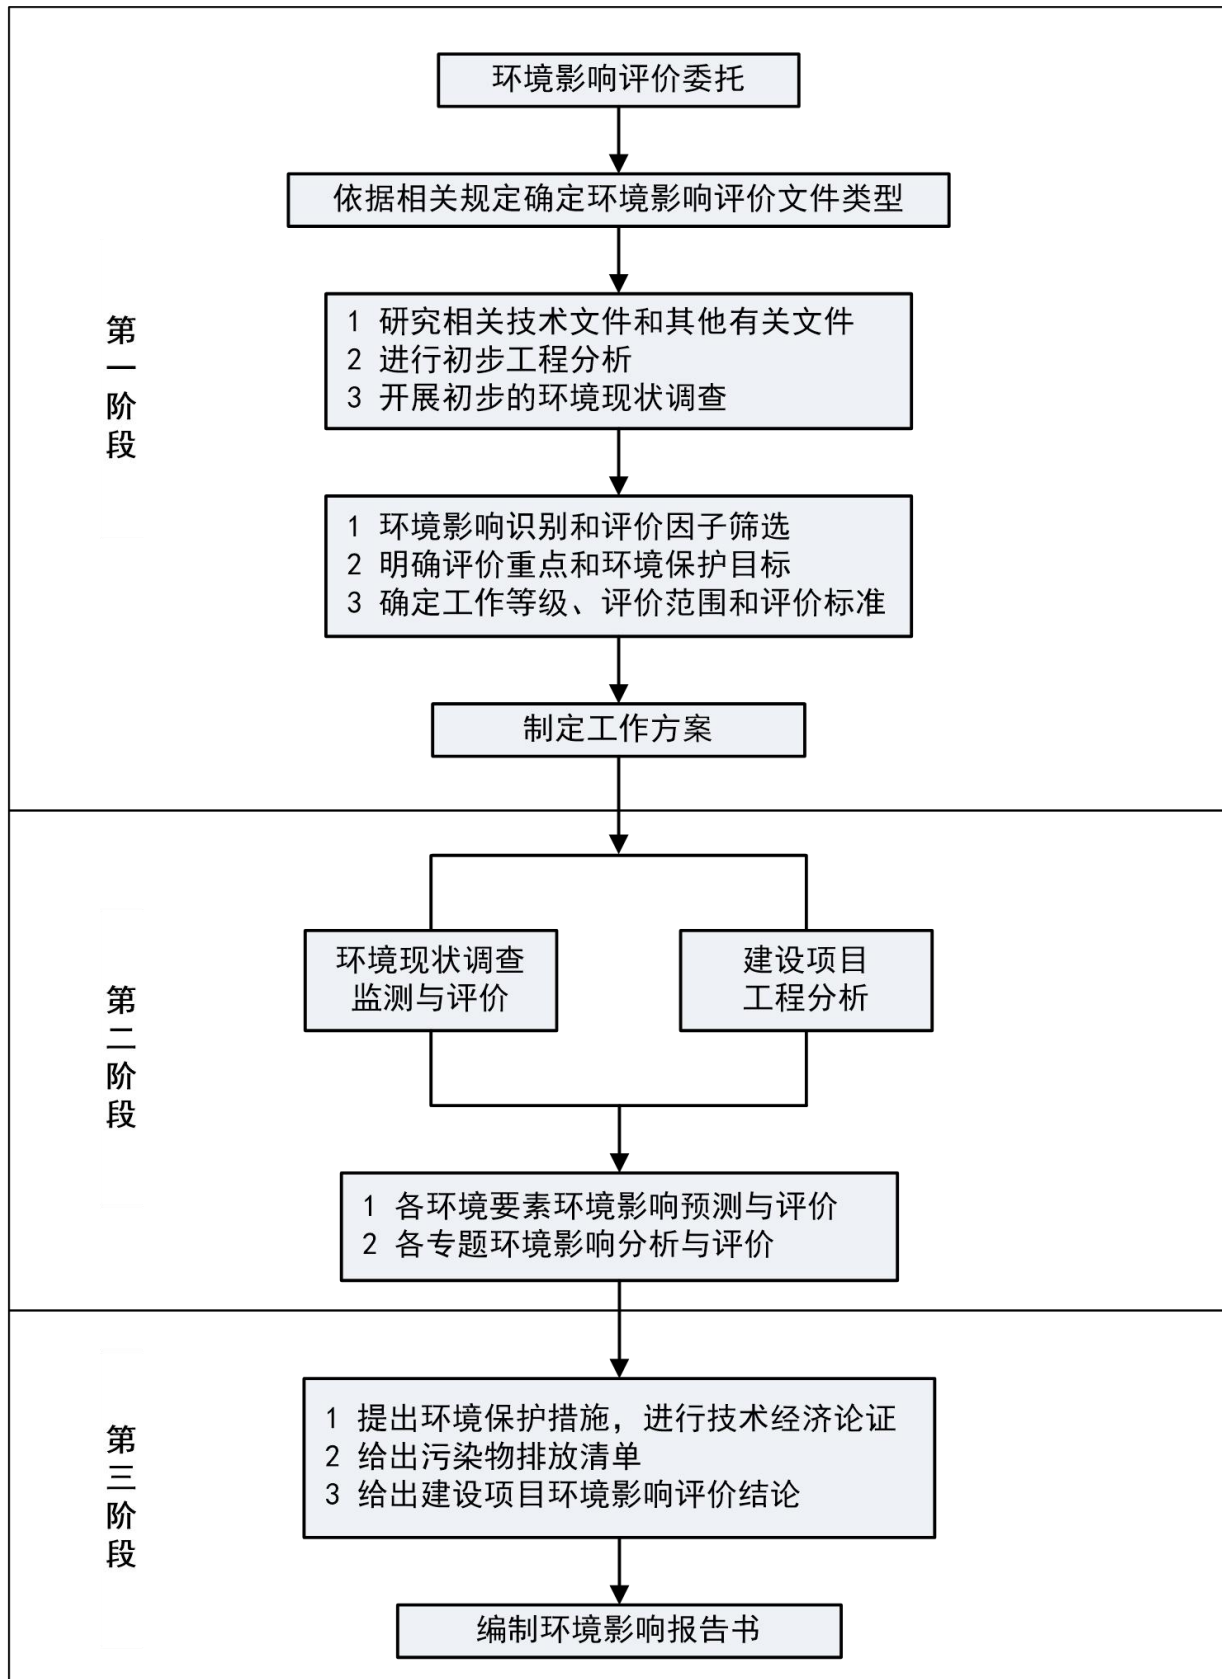 环境影响评价委托
依据相关规定确定环境影响评价文件类型
第一阶段
1 研究相关技术文件和其他有关文件
2 进行初步工程分析
3 开展初步的环境现状调查
1 环境影响识别和评价因子筛选
2 明确评价重点和环境保护目标
3 确定工作等级、评价范围和评价标准
制定工作方案
第二阶段
环境现状调查
监测与评价
建设项目
工程分析
1 各环境要素环境影响预测与评价
2 各专题环境影响分析与评价
第三阶段
1 提出环境保护措施，进行技术经济论证
2 给出污染物排放清单
3 给出建设项目环境影响评价结论
编制环境影响报告书